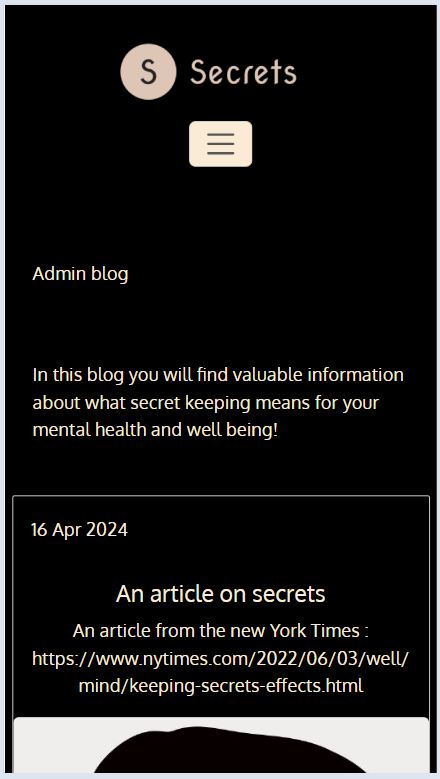 S Secrets
Admin blog
In this blog you will find valuable information
about what secret keeping means for your
mental health and well being!
16 Apr 2024
An article on secrets
An article from the new York Times :
https://www.nytimes.com/2022/06/03/well/
mind/keeping-secrets-effects.html